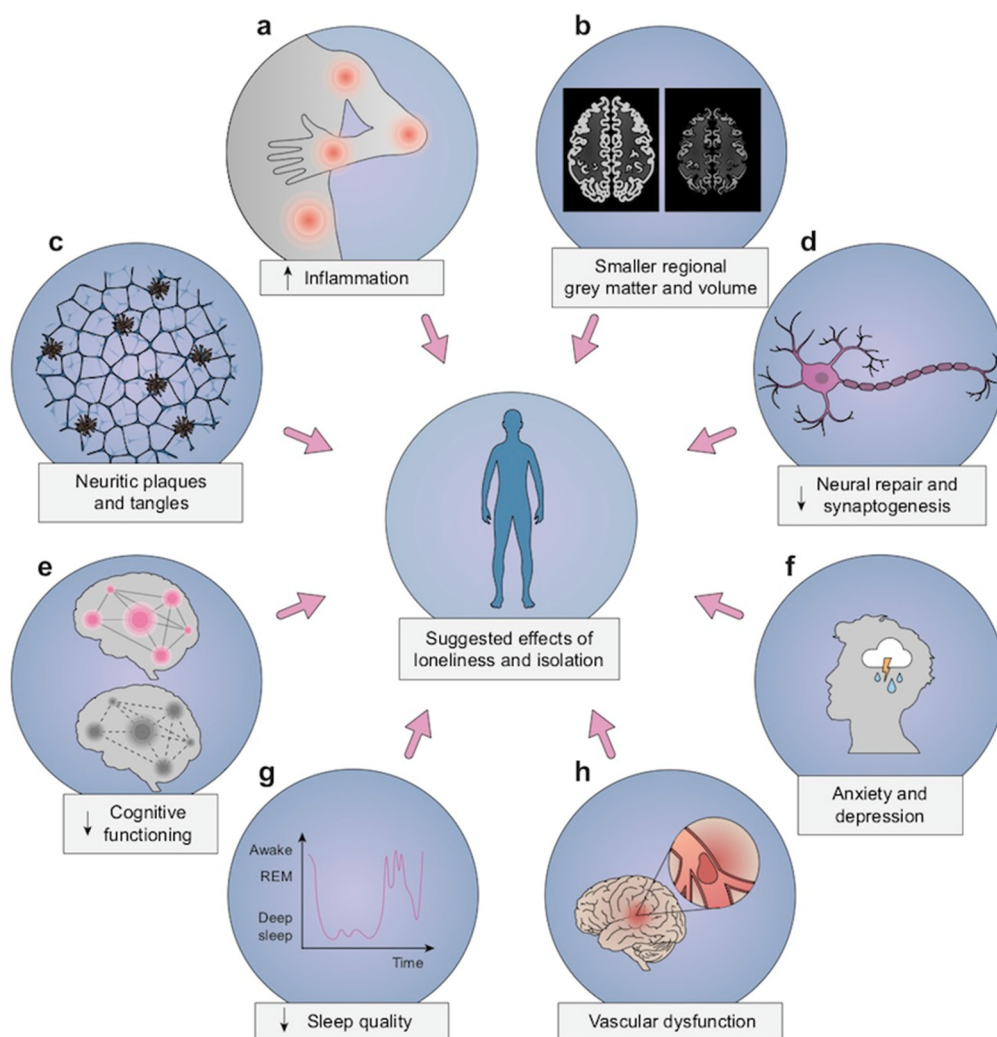 a
↑ Inflammation
b
Smaller regional
grey matter and volume
c
Neuritic plaques
and tangles
d
↓ Neural repair and
synaptogenesis
Suggested effects of
loneliness and isolation
e
↓ Cognitive
functioning
f
Anxiety and
depression
g
Awake
REM
Deep
sleep
Time
↓ Sleep quality
h
Vascular dysfunction